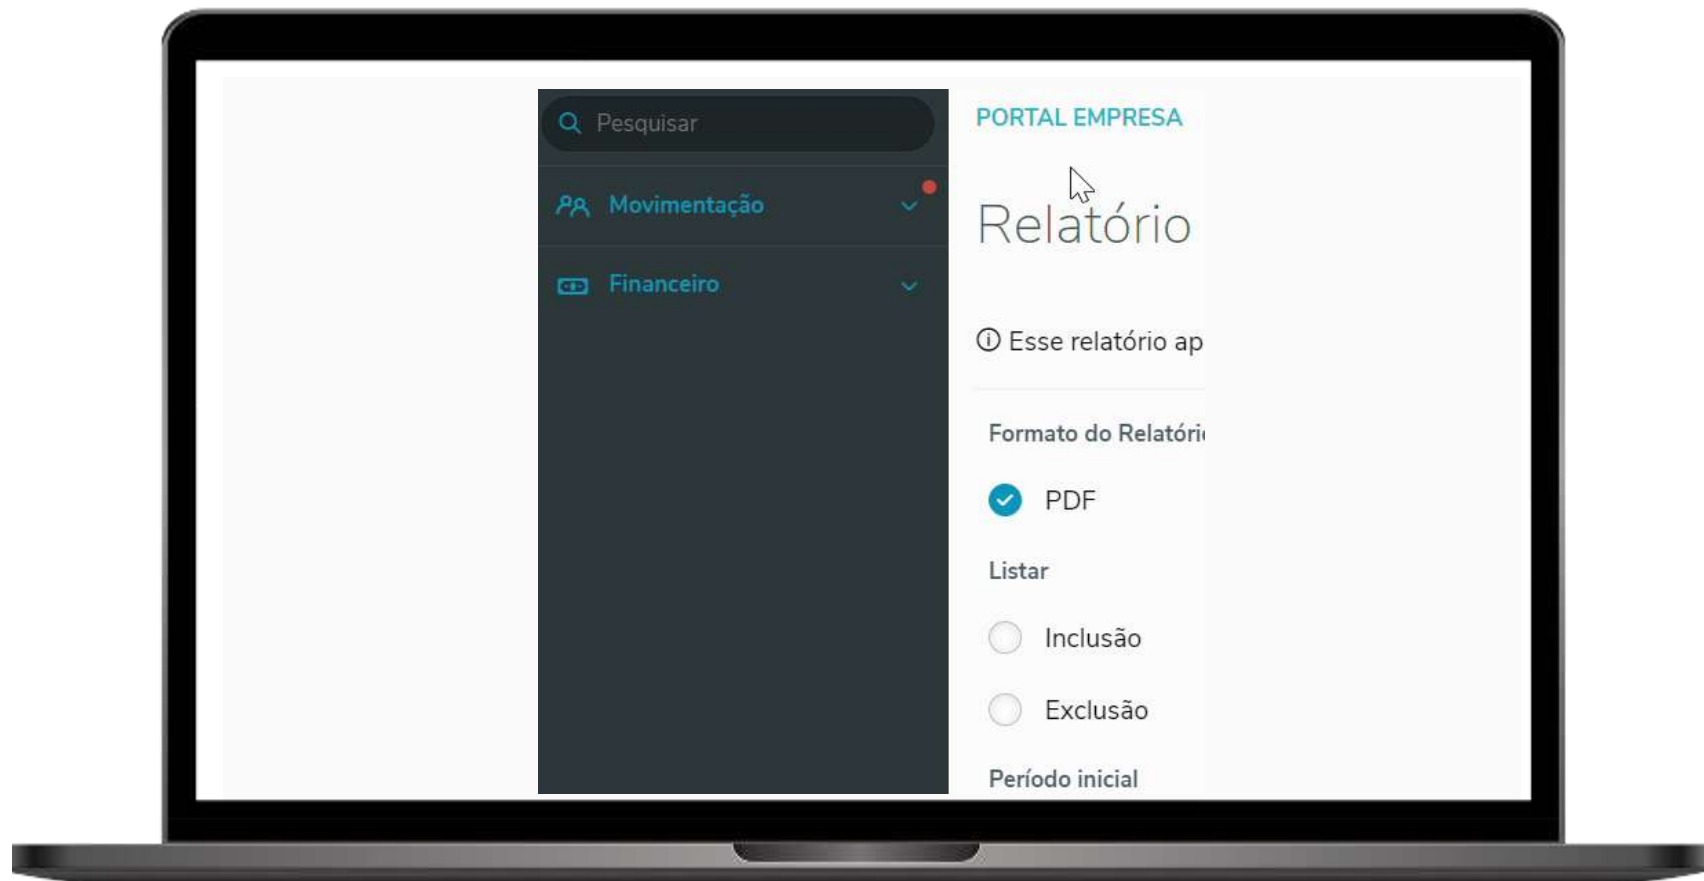 Pesquisar
Movimentação
Financeiro
PORTAL EMPRESA
Relatório
Esse relatório ap
Formato do Relatóri
PDF
Listar
Inclusão
Exclusão
Período inicial